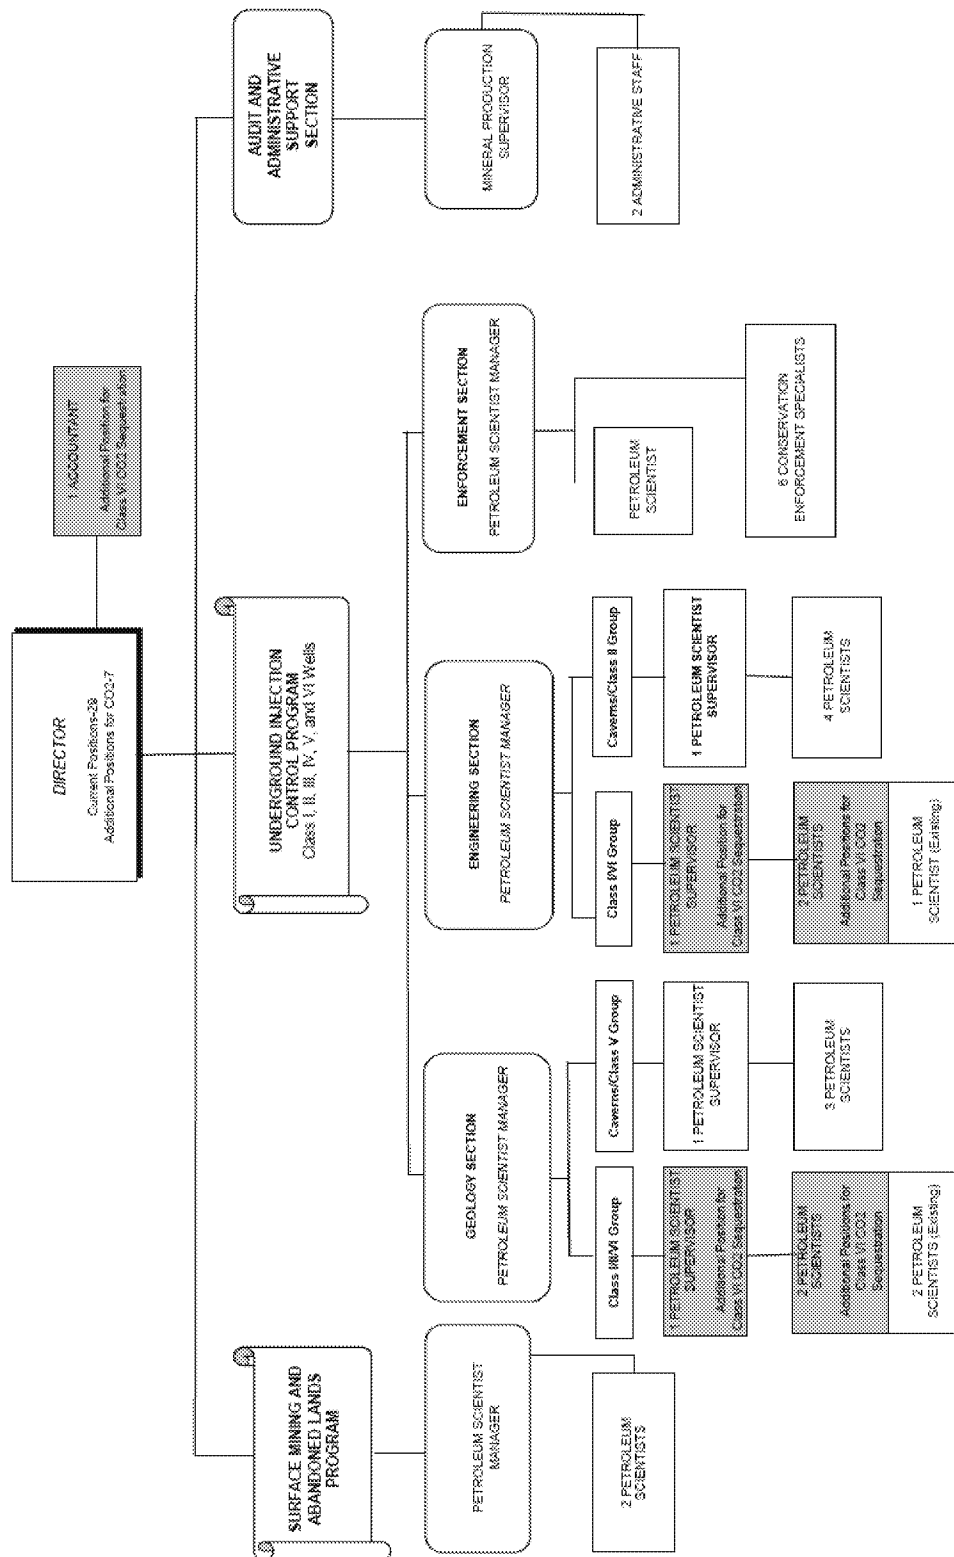 DIRECTOR
Current Positions-29
Additional Positions for CO2-7
1 ACCOUNTANT
Additional Position for
Class VI CO2 Sequestration
SURFACE MINING AND
ABANDONED LANDS
PROGRAM
UNDERGROUND INJECTION
CONTROL PROGRAM
Class I, II, III, IV, V, and VI Wells
AUDIT AND
ADMINISTRATIVE
SUPPORT
SECTION
PETROLEUM SCIENTIST
MANAGER
GEOLOGY SECTION
PETROLEUM SCIENTIST MANAGER
ENGINEERING SECTION
PETROLEUM SCIENTIST MANAGER
ENFORCEMENT SECTION
PETROLEUM SCIENTIST MANAGER
MINERAL PRODUCTION
SUPERVISOR
2 PETROLEUM
SCIENTISTS
Class I/III/VI Group
Caverns/Class V Group
Class I/VI Group
Caverns/Class II Group
PETROLEUM
SCIENTIST
2 ADMINISTRATIVE STAFF
1 PETROLEUM SCIENTIST
SUPERVISOR
Additional Position for
Class VI CO2 Sequestration
1 PETROLEUM SCIENTIST
SUPERVISOR
1 PETROLEUM SCIENTIST
SUPERVISOR
Additional Position for
Class VI CO2 Sequestration
1 PETROLEUM SCIENTIST
SUPERVISOR
6 CONSERVATION
ENFORCEMENT SPECIALISTS
2 PETROLEUM
SCIENTISTS
Additional Positions for
Class VI CO2
Sequestration
2 PETROLEUM
SCIENTISTS (Existing)
3 PETROLEUM
SCIENTISTS
2 PETROLEUM
SCIENTISTS
Additional Positions for
Class VI CO2
Sequestration
1 PETROLEUM
SCIENTIST (Existing)
4 PETROLEUM
SCIENTISTS